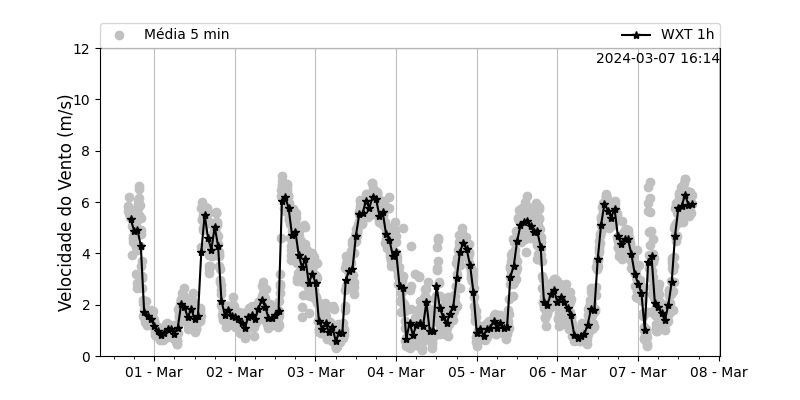 Média 5 min
WXT 1h
2024-03-07 16:14
12
10
8
6
4
2
0
Velocidade do Vento (m/s)
01 - Mar
02 - Mar
03 - Mar
04 - Mar
05 - Mar
06 - Mar
07 - Mar
08 - Mar